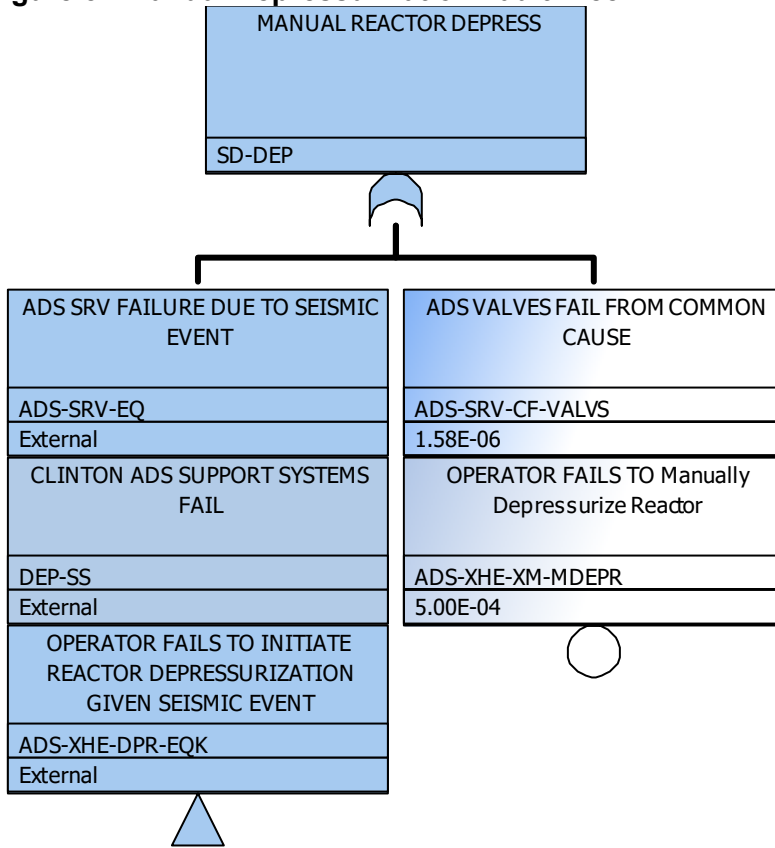 MANUAL REACTOR DEPRESS
SD-DEP
ADS SRV FAILURE DUE TO SEISMIC
EVENT
ADS-SRV-EQ
External
CLINTON ADS SUPPORT SYSTEMS
FAIL
DEP-SS
External
OPERATOR FAILS TO INITIATE
REACTOR DEPRESSURIZATION
GIVEN SEISMIC EVENT
ADS-XHE-DPR-EQK
External
ADS VALVES FAIL FROM COMMON
CAUSE
ADS-SRV-CF-VALVS
1.58E-06
OPERATOR FAILS TO Manually
Depressurize Reactor
ADS-XHE-XM-MDEPR
5.00E-04